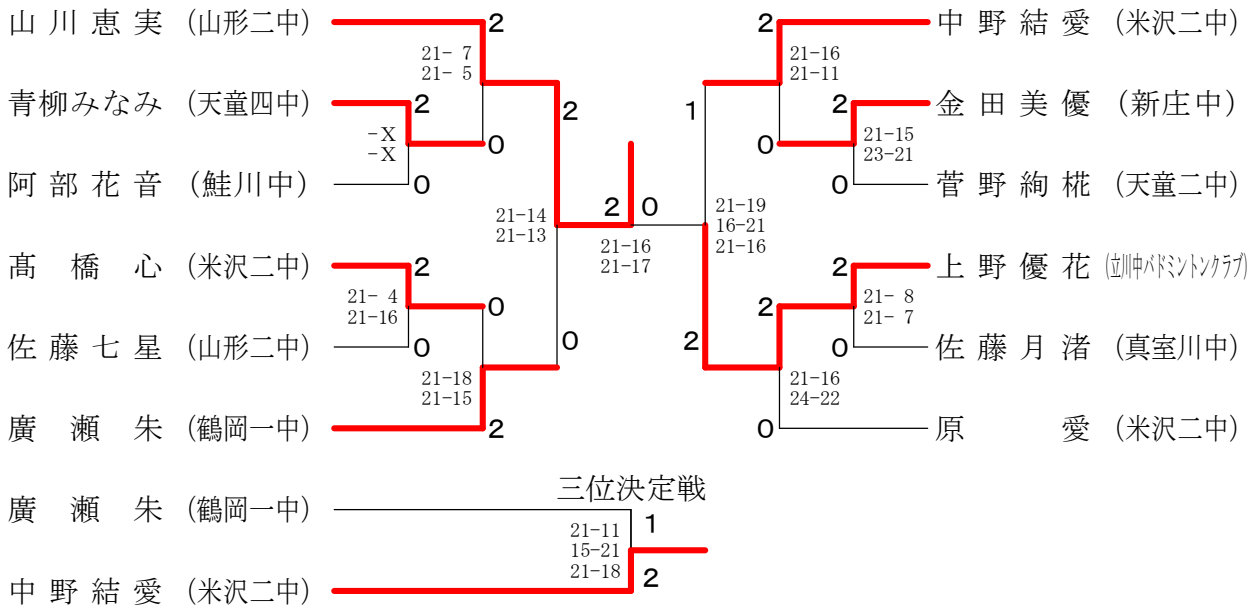 山川恵実 (山形二中) 2 2 中野結愛 (米沢二中)
21- 7 21-16
21- 5 21-11
青柳みなみ (天童四中) 2 2 1 2 金田美優 (新庄中)
-X 0 0 21-15
-X 23-21
阿部花音 (鮭川中) 0 0 菅野絢椛 (天童二中)
21-14 2 0 21-19
21-13 16-21
21-16 21-16
21-17
髙橋心 (米沢二中) 2 2 上野優花 (立川中バドミントンクラブ)
21- 4 0 2 21- 8
21-16 21- 7
佐藤七星 (山形二中) 0 0 2 0 佐藤月渚 (真室川中)
21-18 21-16
21-15 24-22
廣瀬朱 (鶴岡一中) 2 0 原愛 (米沢二中)
三位決定戦
廣瀬朱 (鶴岡一中) 1
21-11
15-21
21-18
中野結愛 (米沢二中) 2